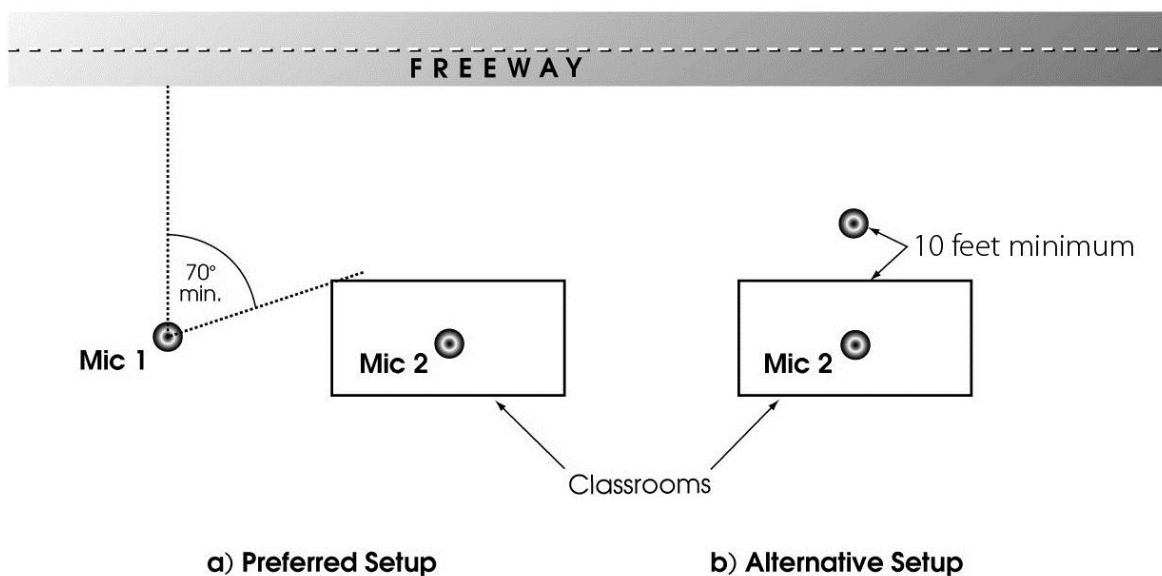 FREEWAY
10 feet minimum
70°
min.
Mic 1
Mic 2
Mic 2
Classrooms
a) Preferred Setup
b) Alternative Setup